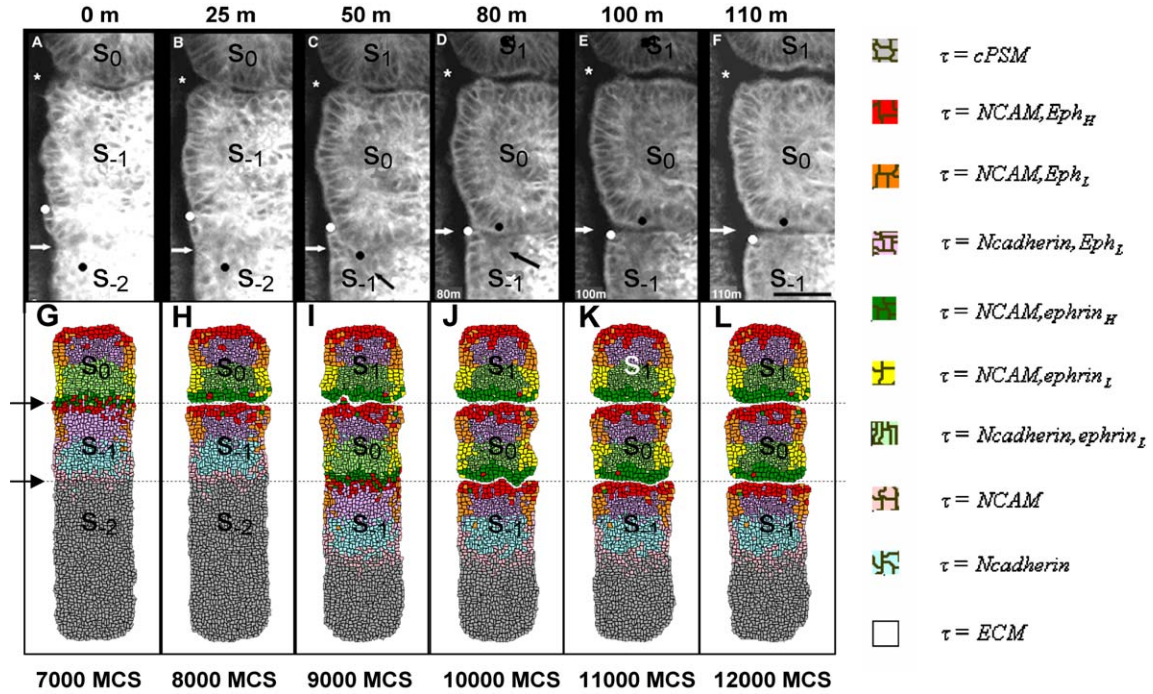 0 m 25 m 50 m 80 m 100 m 110 m
A B C D E F
S0 S0 S1 S1 S1 S1
* * * * * *
S-1 S-1 S0 S0 S0 S0
S-2 S-2 S-1 S-1 S-1 S-1
80m 100m 110m
G H I J K L
S0 S0 S1 S1 S1 S1
S-1 S-1 S0 S0 S0 S0
S-2 S-2 S-1 S-1 S-1 S-1
7000 MCS 8000 MCS 9000 MCS 10000 MCS 11000 MCS 12000 MCS
τ = cPSM
τ = NCAM,EphH
τ = NCAM,EphL
τ = Ncadherin,EphL
τ = NCAM,ephrinH
τ = NCAM,ephrinL
τ = Ncadherin,ephrinL
τ = NCAM
τ = Ncadherin
τ = ECM